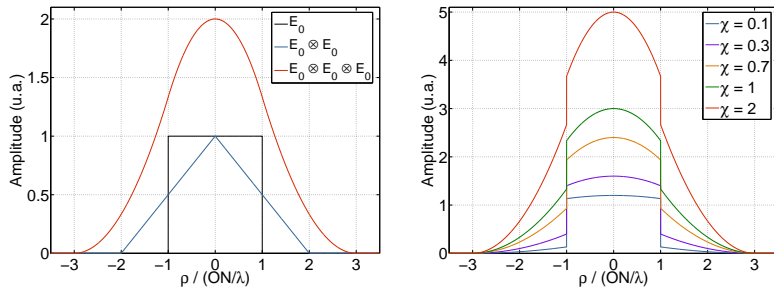 2
1.5
1
0.5
0
Amplitude (u.a.)
−3 −2 −1 0 1 2 3
ρ / (ON/λ)
E₀
E₀ ⊗ E₀
E₀ ⊗ E₀ ⊗ E₀
5
4
3
2
1
0
Amplitude (u.a.)
−3 −2 −1 0 1 2 3
ρ / (ON/λ)
χ = 0.1
χ = 0.3
χ = 0.7
χ = 1
χ = 2